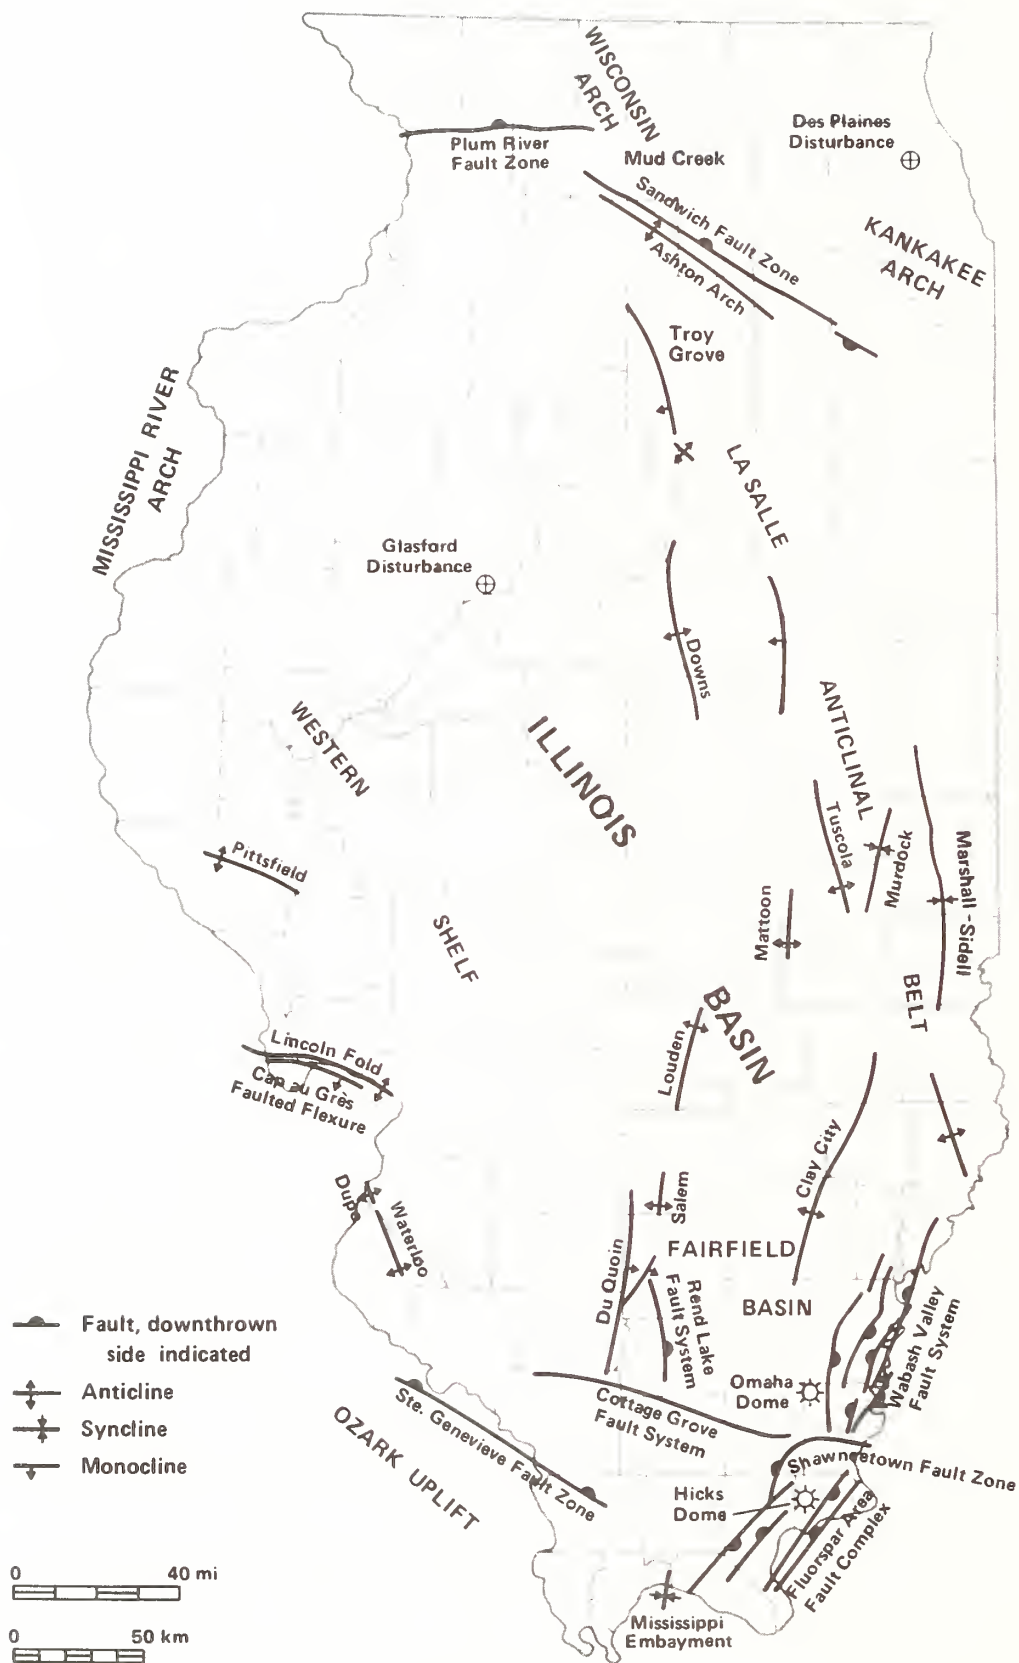 WISCONSIN
ARCH
Des Plaines
Disturbance
Plum River
Fault Zone
Mud Creek
Sandwich Fault Zone
Ashton Arch
KANKAKEE
ARCH
Troy
Grove
MISSISSIPPI RIVER
ARCH
LA SALLE
Glasford
Disturbance
Downs
ANTICLINAL
WESTERN
ILLINOIS
Tuscola
Murdock
Marshall - Sidell
Pittsfield
Mattoon
SHELF
BELT
BASIN
Louden
Lincoln Fold
Cap au Grès
Faulted Flexure
Clay City
Dupo
Waterloo
Salem
FAIRFIELD
BASIN
Du Quoin
Rend Lake
Fault System
Wabash Valley
Fault System
Fault, downthrown
side indicated
Anticline
Syncline
Monocline
Omaha
Dome
Cottage Grove
Fault System
Ste. Genevieve Fault Zone
OZARK UPLIFT
Shawneetown Fault Zone
Hicks
Dome
Fluorspar Area
Fault Complex
Mississippi
Embayment
0 40 mi
0 50 km